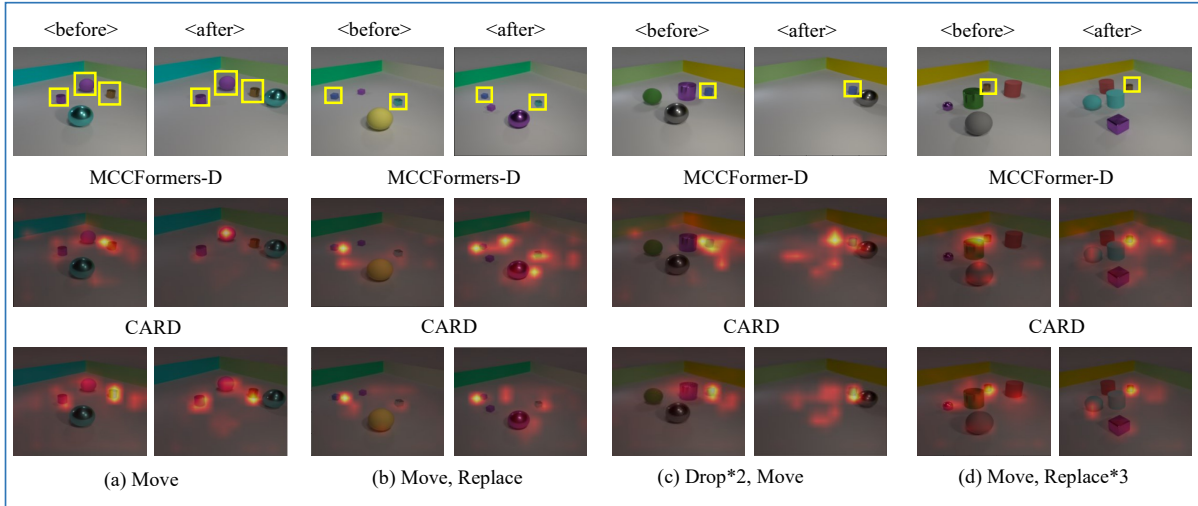 <before> <after> <before> <after> <before> <after> <before> <after>
MCCFormers-D MCCFormers-D MCCFormer-D MCCFormer-D
CARD CARD CARD CARD
(a) Move (b) Move, Replace (c) Drop*2, Move (d) Move, Replace*3